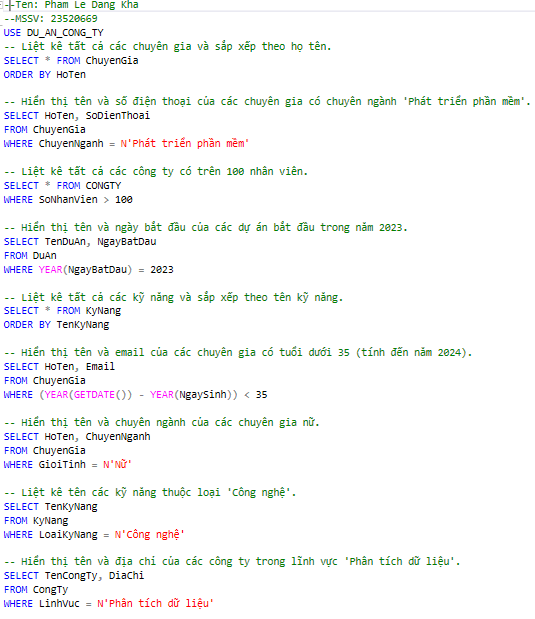 --Ten: Pham Le Dang Kha
--MSSV: 23520669
USE DU_AN_CONG_TY
-- Liệt kê tất cả các chuyên gia và sắp xếp theo họ tên.
SELECT * FROM ChuyenGia
ORDER BY HoTen
-- Hiển thị tên và số điện thoại của các chuyên gia có chuyên ngành 'Phát triển phần mềm'.
SELECT HoTen, SoDienThoai
FROM ChuyenGia
WHERE ChuyenNganh = N'Phát triển phần mềm'
-- Liệt kê tất cả các công ty có trên 100 nhân viên.
SELECT * FROM CONGTY
WHERE SoNhanVien > 100
-- Hiển thị tên và ngày bắt đầu của các dự án bắt đầu trong năm 2023.
SELECT TenDuAn, NgayBatDau
FROM DuAn
WHERE YEAR(NgayBatDau) = 2023
-- Liệt kê tất cả các kỹ năng và sắp xếp theo tên kỹ năng.
SELECT * FROM KyNang
ORDER BY TenKyNang
-- Hiển thị tên và email của các chuyên gia có tuổi dưới 35 (tính đến năm 2024).
SELECT HoTen, Email
FROM ChuyenGia
WHERE (YEAR(GETDATE()) - YEAR(NgaySinh)) < 35
-- Hiển thị tên và chuyên ngành của các chuyên gia nữ.
SELECT HoTen, ChuyenNganh
FROM ChuyenGia
WHERE GioiTinh = N'Nữ'
-- Liệt kê tên các kỹ năng thuộc loại 'Công nghệ'.
SELECT TenKyNang
FROM KyNang
WHERE LoaiKyNang = N'Công nghệ'
-- Hiển thị tên và địa chỉ của các công ty trong lĩnh vực 'Phân tích dữ liệu'.
SELECT TenCongTy, DiaChi
FROM CongTy
WHERE LinhVuc = N'Phân tích dữ liệu'